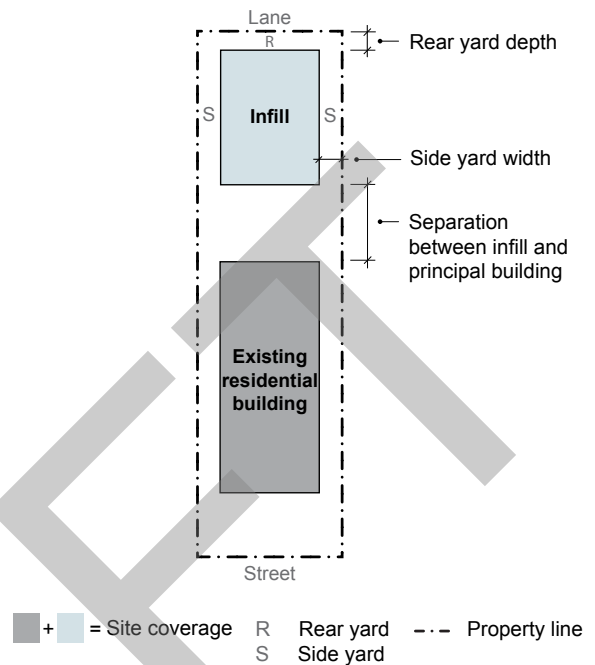 Lane
R
Rear yard depth
S
Infill
S
Side yard width
Separation
between infill and
principal building
Existing
residential
building
Street
+ = Site coverage R Rear yard Property line
S Side yard